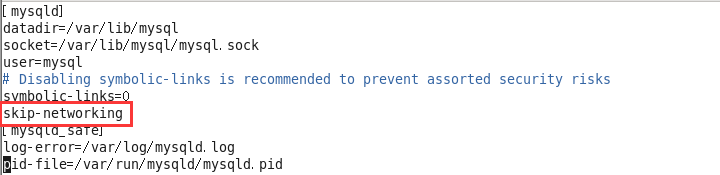 [mysqld]
datadir=/var/lib/mysql
socket=/var/lib/mysql/mysql.sock
user=mysql
# Disabling symbolic-links is recommended to prevent assorted security risks
symbolic-links=0
skip-networking
[mysqld_safe]
log-error=/var/log/mysqld.log
pid-file=/var/run/mysqld/mysqld.pid